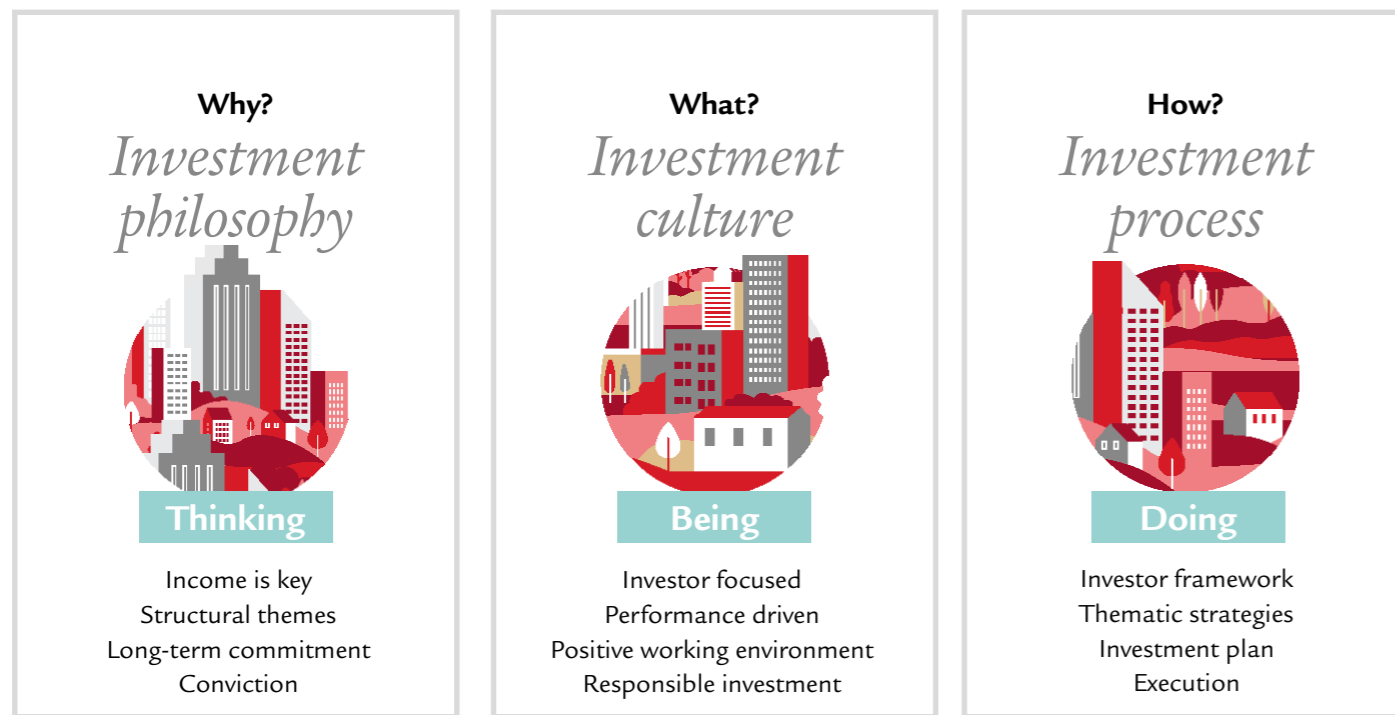 Why?
Investment
philosophy
Thinking
Income is key
Structural themes
Long-term commitment
Conviction
What?
Investment
culture
Being
Investor focused
Performance driven
Positive working environment
Responsible investment
How?
Investment
process
Doing
Investor framework
Thematic strategies
Investment plan
Execution